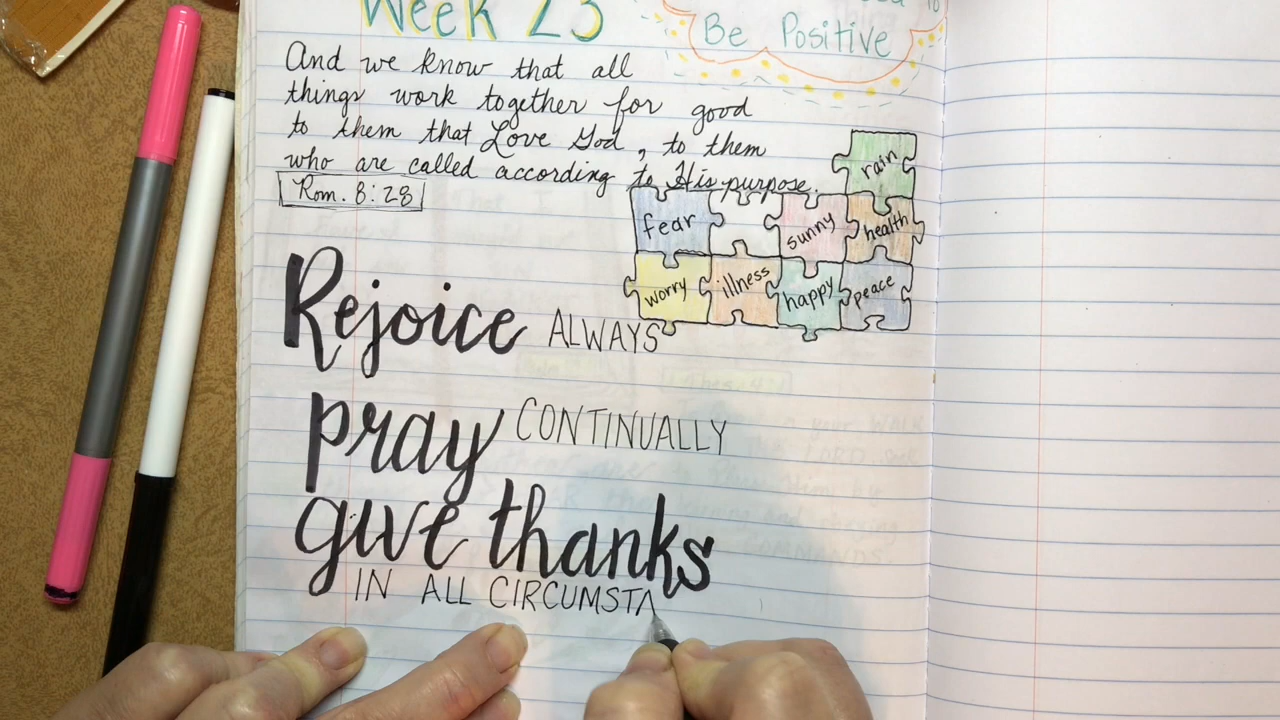 Week 23
to
Be Positive
And we know that all
things work together for good
to them that Love God, to them
who are called according to His purpose.
Rom. 8:28
rain
fear
sunny
health
worry
illness
happy
peace
Rejoice ALWAYS
pray CONTINUALLY
give thanks
IN ALL CIRCUMSTA